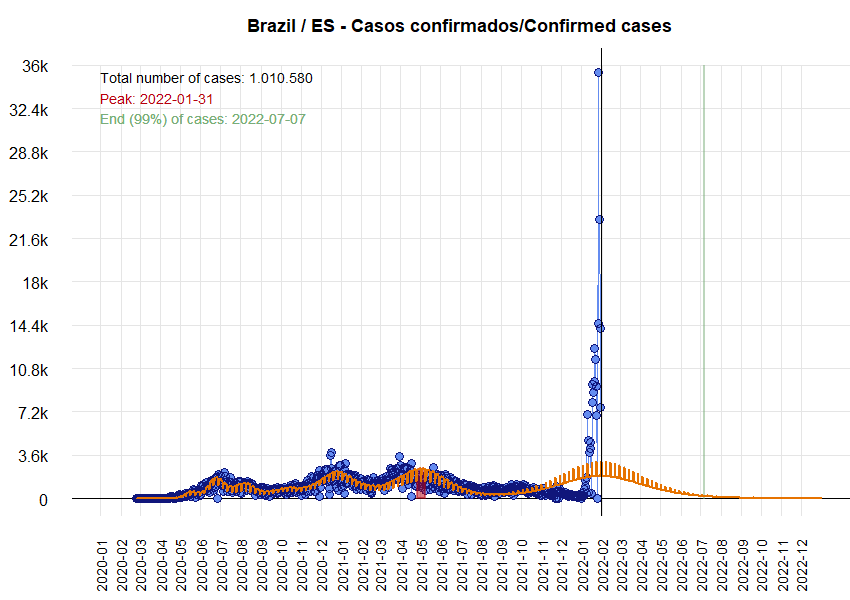 Brazil / ES - Casos confirmados/Confirmed cases
Total number of cases: 1.010.580
Peak: 2022-01-31
End (99%) of cases: 2022-07-07
36k
32.4k
28.8k
25.2k
21.6k
18k
14.4k
10.8k
7.2k
3.6k
0
2020-01
2020-02
2020-03
2020-04
2020-05
2020-06
2020-07
2020-08
2020-09
2020-10
2020-11
2020-12
2021-01
2021-02
2021-03
2021-04
2021-05
2021-06
2021-07
2021-08
2021-09
2021-10
2021-11
2021-12
2022-01
2022-02
2022-03
2022-04
2022-05
2022-06
2022-07
2022-08
2022-09
2022-10
2022-11
2022-12